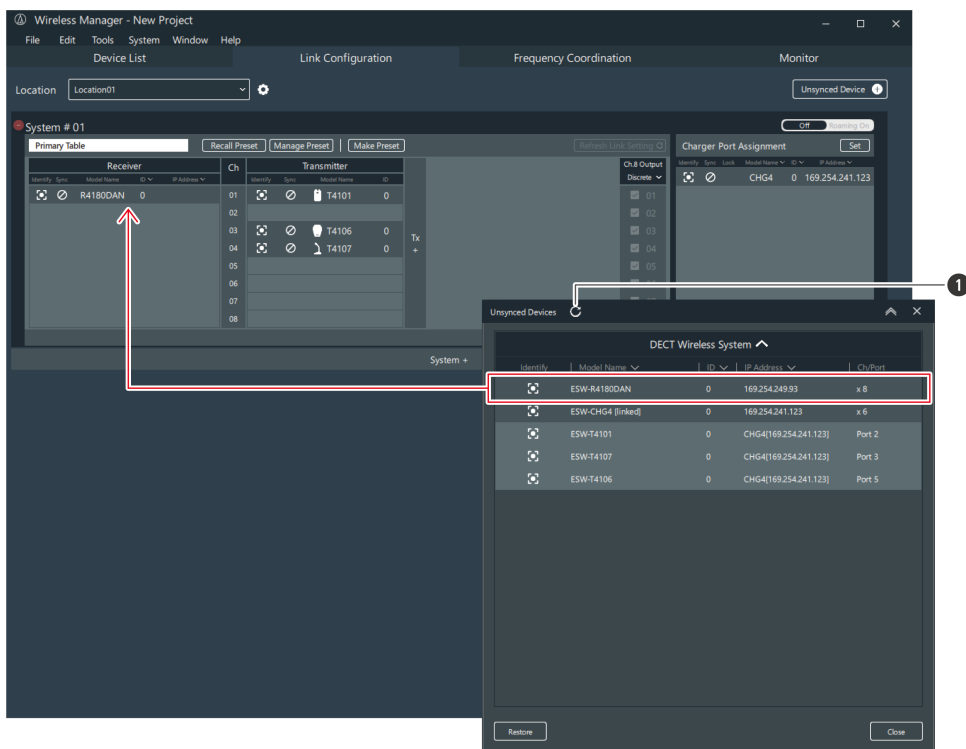 Wireless Manager - New Project
File Edit Tools System Window Help
Device List Link Configuration Frequency Coordination Monitor
Location Location01 Unsynced Device
System # 01 Off Roaming On
Primary Table Recall Preset Manage Preset Make Preset Refresh Link Setting Charger Port Assignment Set
Receiver Ch Transmitter Ch.8 Output
Identify Sync Model Name ID IP Address Identify Sync Model Name ID Discrete Identify Sync Lock Model Name ID IP Address
R4180DAN 0 01 T4101 0 01 CHG4 0 169.254.241.123
02 02
03 T4106 0 03
Tx
04 T4107 0 + 04
05 05
06
07
08
System +
1
Unsynced Devices
DECT Wireless System
Identify Model Name ID IP Address Ch/Port
ESW-R4180DAN 0 169.254.249.93 x 8
ESW-CHG4 [linked] 0 169.254.241.123 x 6
ESW-T4101 0 CHG4[169.254.241.123] Port 2
ESW-T4107 0 CHG4[169.254.241.123] Port 3
ESW-T4106 0 CHG4[169.254.241.123] Port 5
Restore Close